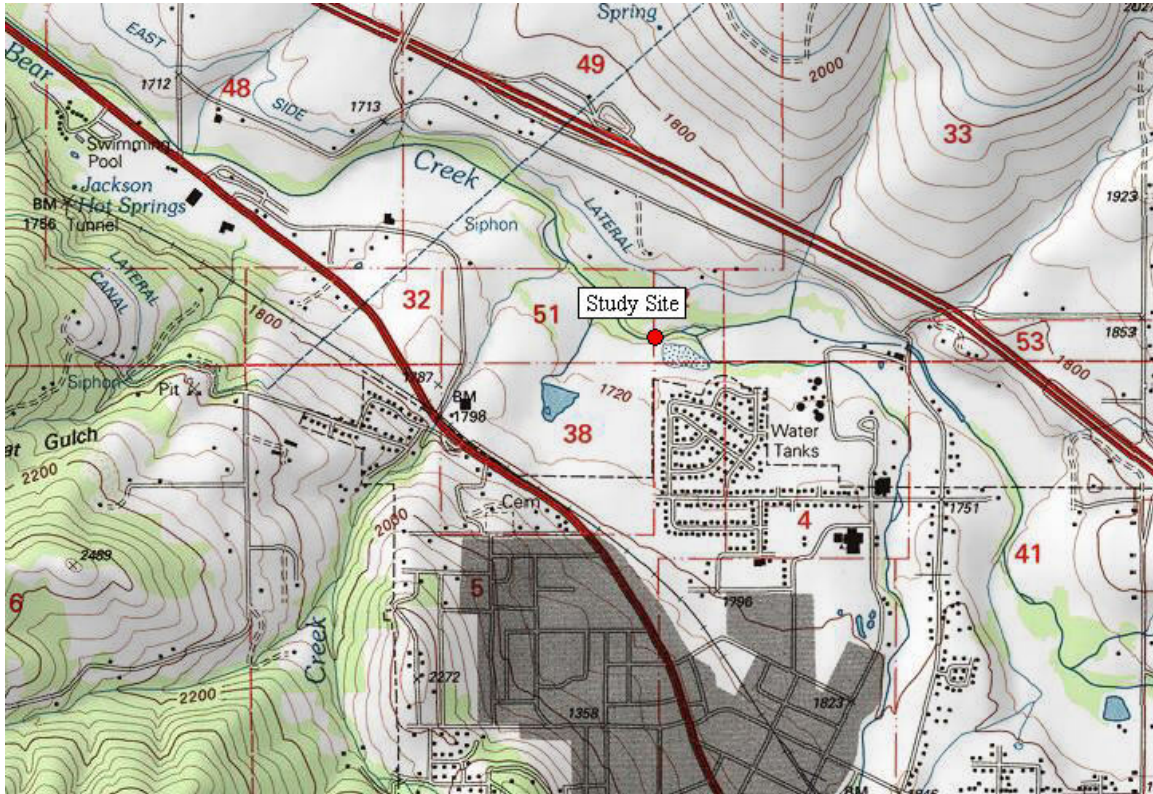 Spring
2027
EAST
49
2000
Bear
1712
48
SIDE
1713
1800
33
Swimming
Pool
Creek
Jackson
Hot Springs
BM
1756
Tunnel
Siphon
LATERAL
1923
LATERAL
CANAL
1800
32
51
Study Site
53
1853
1800
Siphon
Pit
1787
BM
1798
1720
38
at Gulch
Water
Tanks
2200
Cem
4
1751
2000
41
2489
6
5
1796
Creek
2200
2272
1358
1823
BM